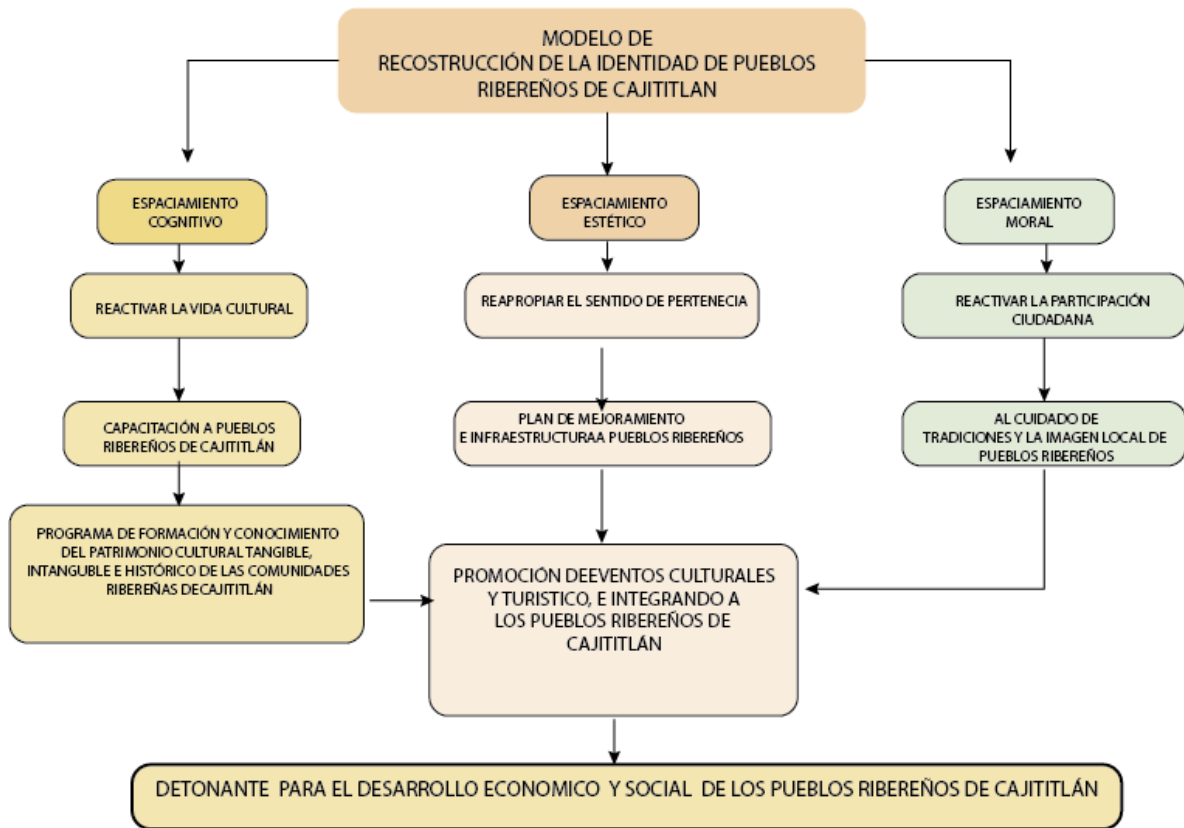 MODELO DE
RECOSTRUCCIÓN DE LA IDENTIDAD DE PUEBLOS
RIBEREÑOS DE CAJITITLAN
ESPACIAMIENTO
COGNITIVO
ESPACIAMIENTO
ESTÉTICO
ESPACIAMIENTO
MORAL
REACTIVAR LA VIDA CULTURAL
REAPROPIAR EL SENTIDO DE PERTENECIA
REACTIVAR LA PARTICIPACIÓN
CIUDADANA
CAPACITACIÓN A PUEBLOS
RIBEREÑOS DE CAJITITLÁN
PLAN DE MEJORAMIENTO
E INFRAESTRUCTURAA PUEBLOS RIBEREÑOS
AL CUIDADO DE
TRADICIONES Y LA IMAGEN LOCAL DE
PUEBLOS RIBEREÑOS
PROGRAMA DE FORMACIÓN Y CONOCIMIENTO
DEL PATRIMONIO CULTURAL TANGIBLE,
INTANGUBLE E HISTÓRICO DE LAS COMUNIDADES
RIBEREÑAS DECAJITITLÁN
PROMOCIÓN DEEVENTOS CULTURALES
Y TURISTICO, E INTEGRANDO A
LOS PUEBLOS RIBEREÑOS DE
CAJITITLÁN
DETONANTE PARA EL DESARROLLO ECONOMICO Y SOCIAL DE LOS PUEBLOS RIBEREÑOS DE CAJITITLÁN